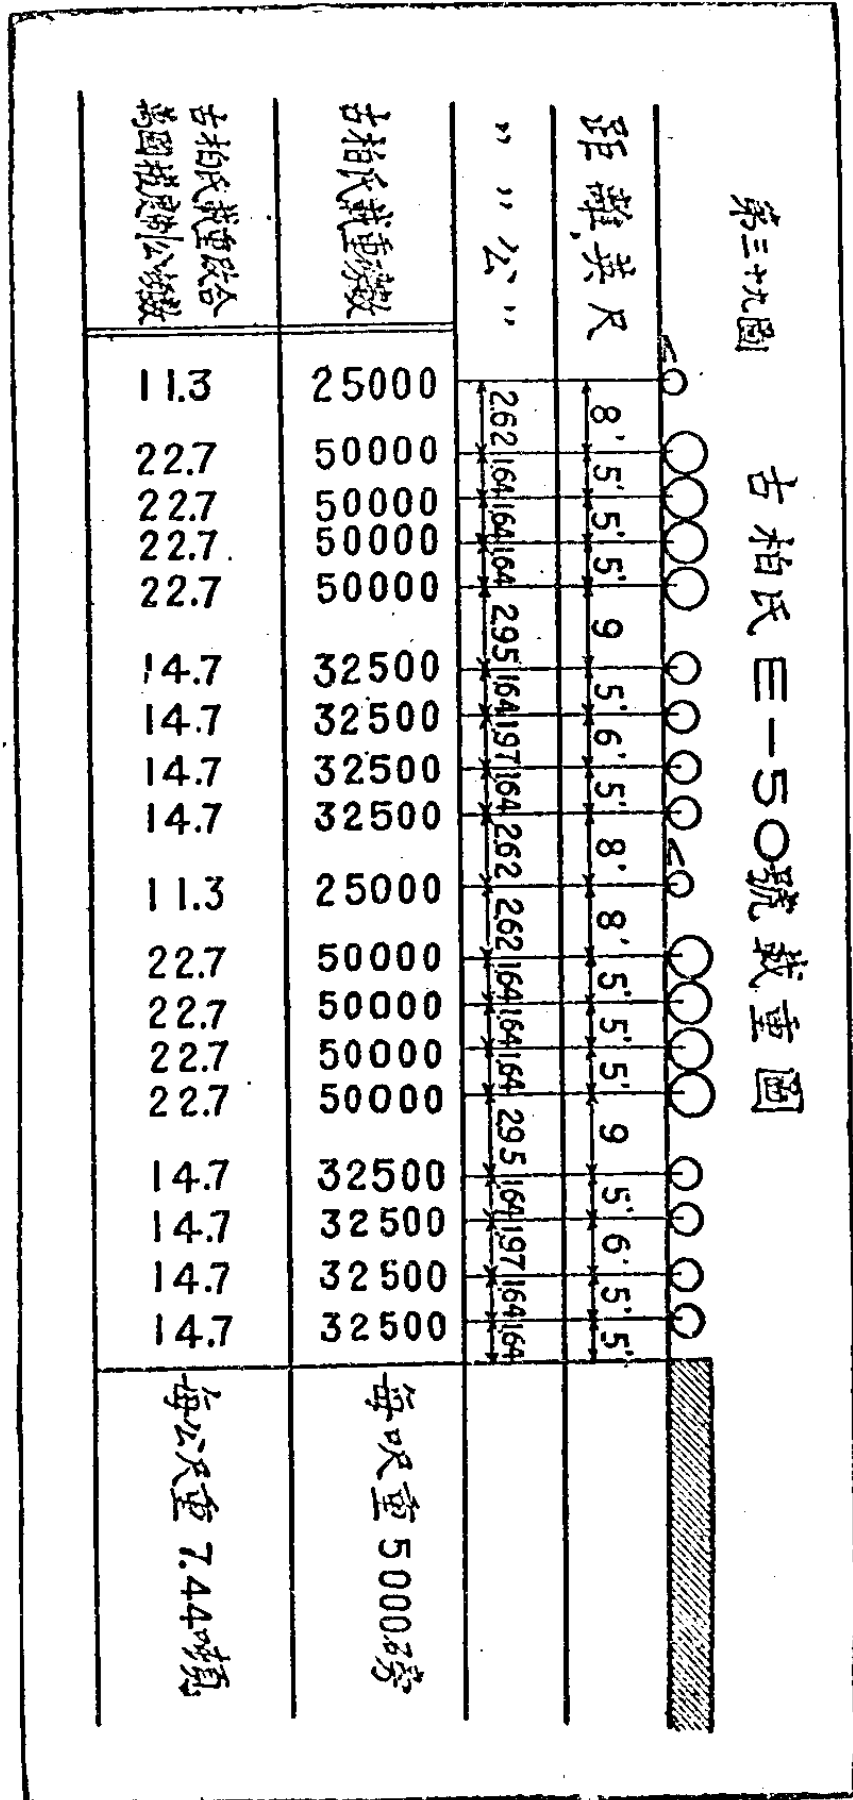 第三十九圖
古柏氏E-50號載重圖
距離英尺
8' 5' 5' 5' 9 5' 6' 5' 8' 8' 5' 5' 5' 9 5' 6' 5' 5'
" " 公 "
2.62 1.64 1.64 1.64 2.95 1.64 1.97 1.64 2.62 2.62 1.64 1.64 1.64 2.95 1.64 1.97 1.64 1.64
古柏氏載重磅數
25000 50000 50000 50000 50000 32500 32500 32500 32500 25000 50000 50000 50000 50000 32500 32500 32500 32500
每呎重5000磅
古柏氏載重改合
萬國權度制公噸數
11.3 22.7 22.7 22.7 22.7 14.7 14.7 14.7 14.7 11.3 22.7 22.7 22.7 22.7 14.7 14.7 14.7 14.7
每公尺重7.44噸